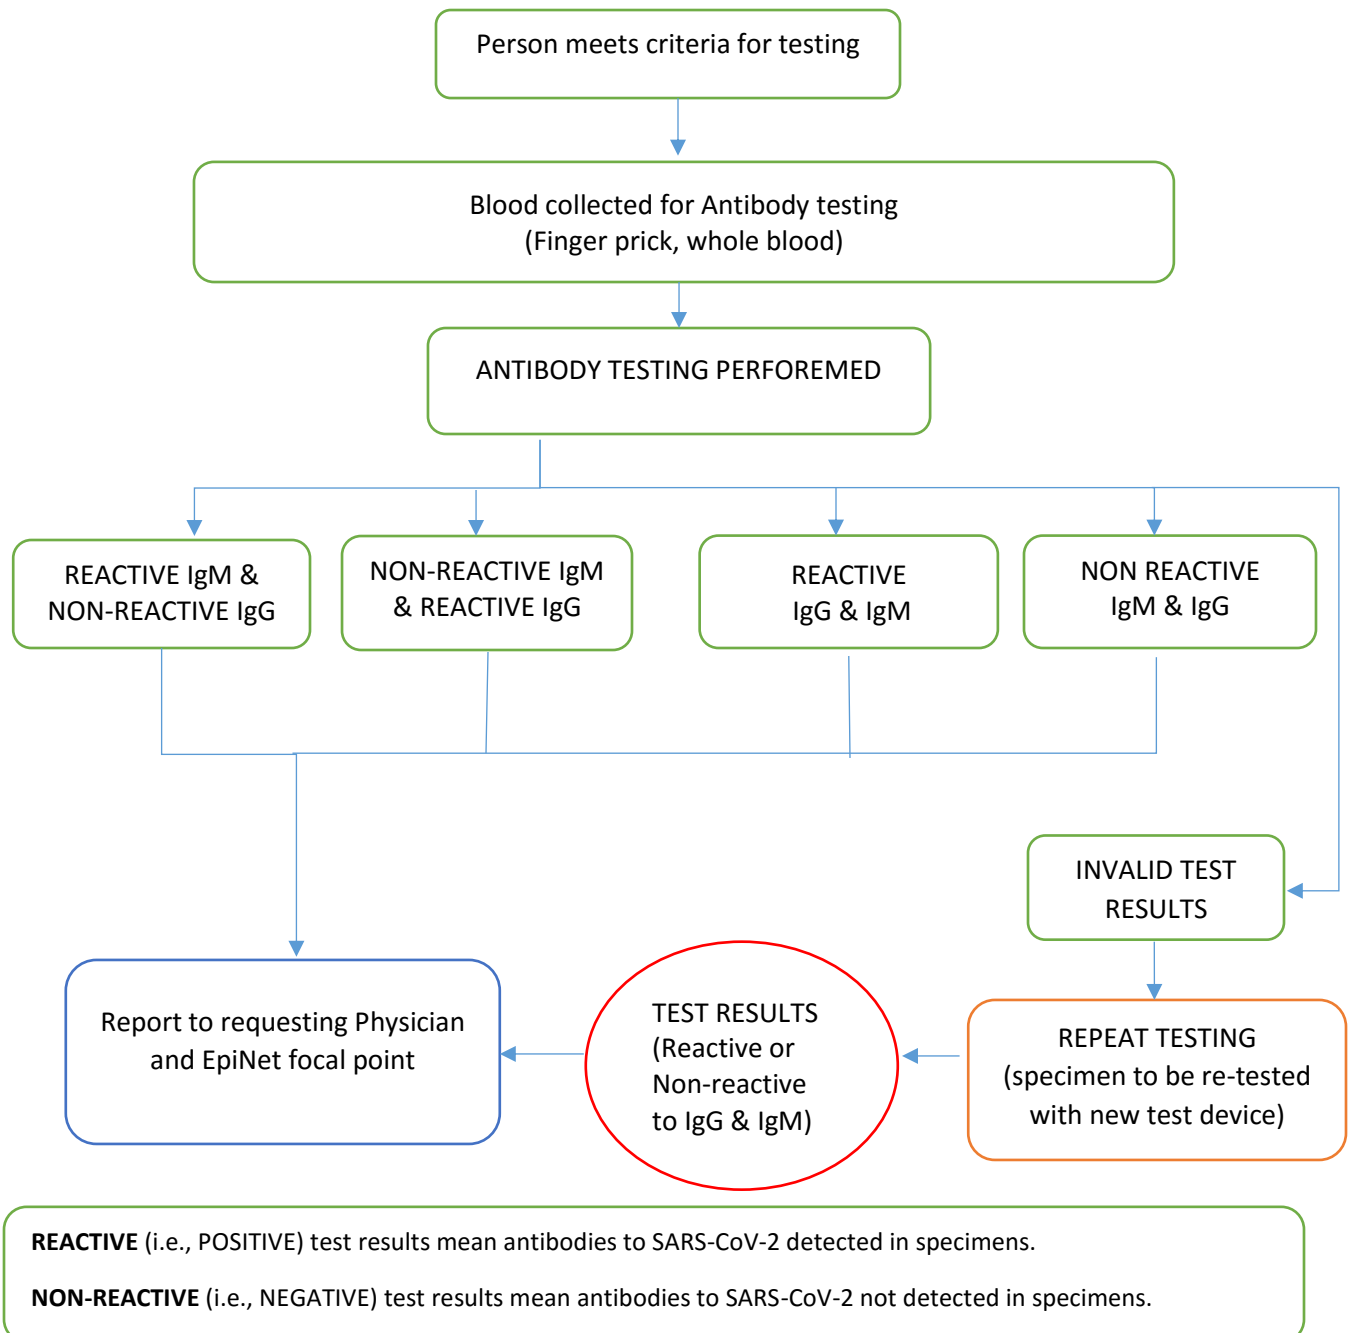 Person meets criteria for testing
Blood collected for Antibody testing
(Finger prick, whole blood)
ANTIBODY TESTING PERFOREMED
REACTIVE IgM &
NON-REACTIVE IgG
NON-REACTIVE IgM
& REACTIVE IgG
REACTIVE
IgG & IgM
NON REACTIVE
IgM & IgG
INVALID TEST
RESULTS
REPEAT TESTING
(specimen to be re-tested
with new test device)
TEST RESULTS
(Reactive or
Non-reactive
to IgG & IgM)
Report to requesting Physician
and EpiNet focal point
REACTIVE (i.e., POSITIVE) test results mean antibodies to SARS-CoV-2 detected in specimens.
NON-REACTIVE (i.e., NEGATIVE) test results mean antibodies to SARS-CoV-2 not detected in specimens.